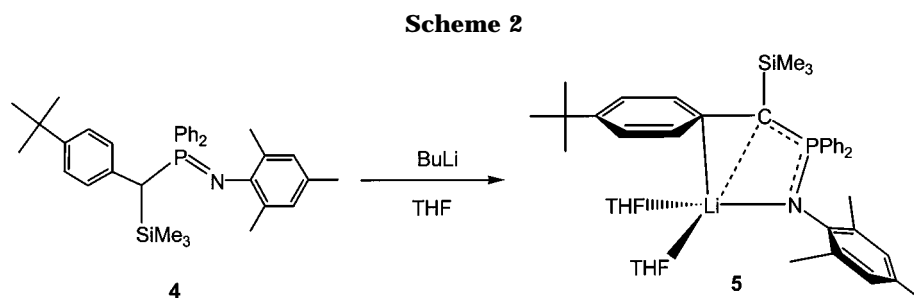 Scheme 2
Ph2
P
N
SiMe3
4
BuLi
THF
SiMe3
C
PPh2
THF
Li
N
THF
5